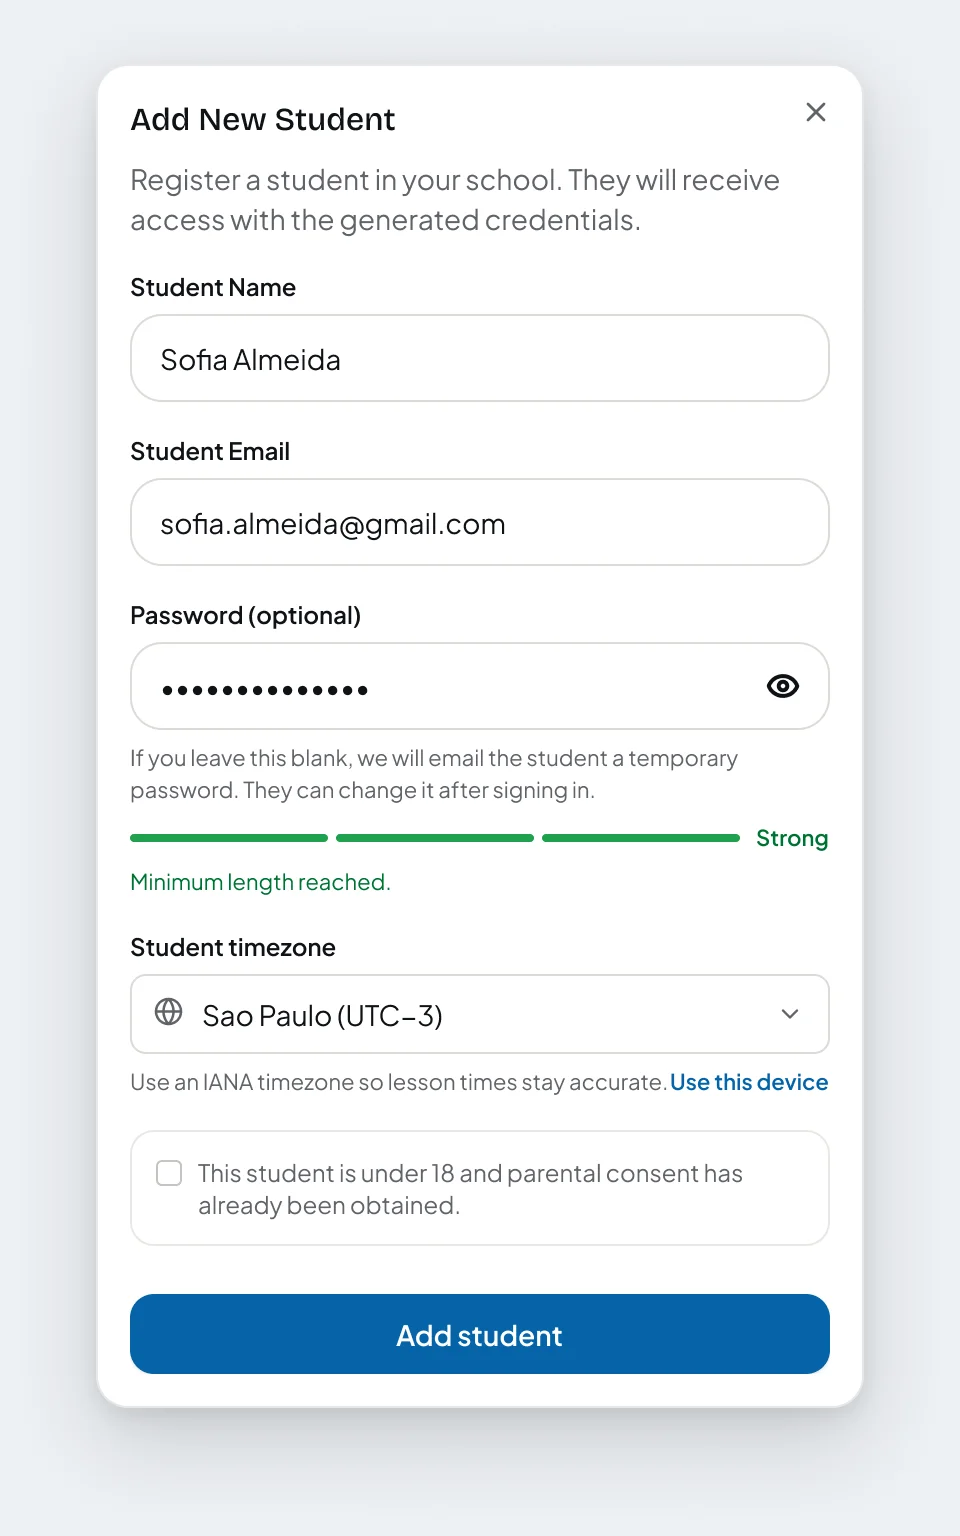 Add New Student
Register a student in your school. They will receive
access with the generated credentials.
Student Name
Sofia Almeida
Student Email
sofia.almeida@gmail.com
Password (optional)
••••••••••••••
If you leave this blank, we will email the student a temporary
password. They can change it after signing in.
Strong
Minimum length reached.
Student timezone
Sao Paulo (UTC−3)
Use an IANA timezone so lesson times stay accurate. Use this device
This student is under 18 and parental consent has
already been obtained.
Add student